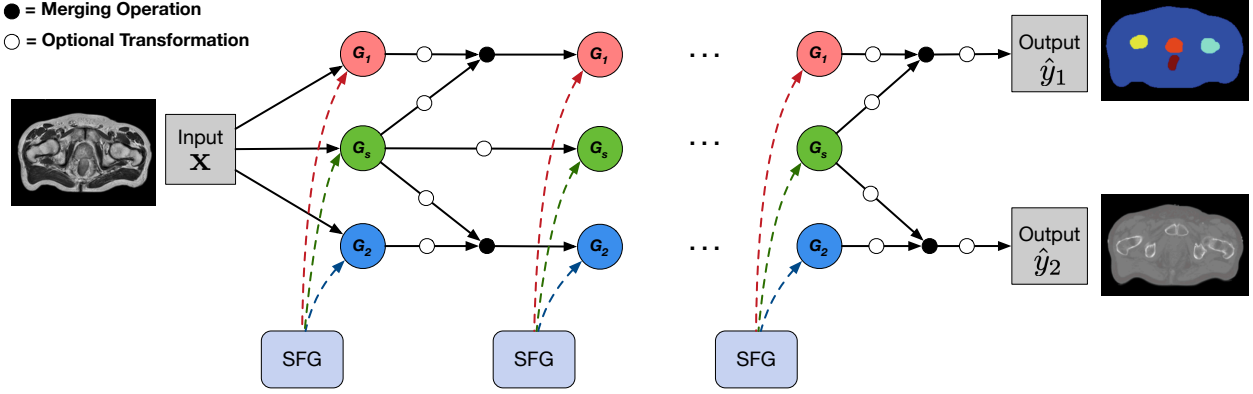 = Merging Operation
= Optional Transformation
G1
G1
. . .
G1
Output
ŷ1
Input
x
Gs
Gs
. . .
Gs
G2
G2
. . .
G2
Output
ŷ2
SFG
SFG
SFG